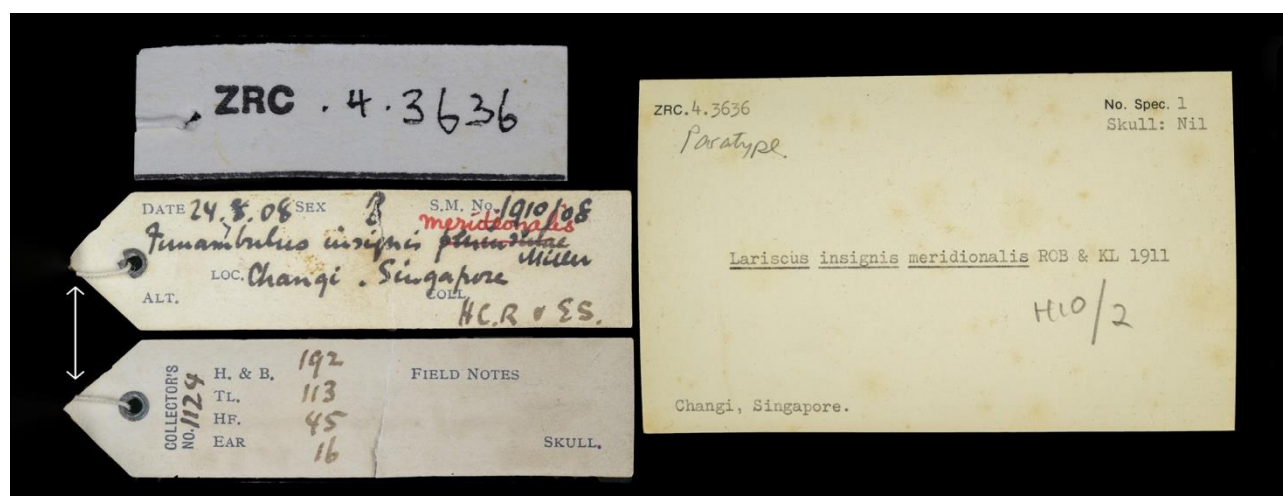 ZRC . 4 . 3636
DATE 24.8.08 SEX S.M. No. 1910/08
meridionalis
Funambulus insignis
Miller
LOC. Changi . Singapore
ALT. COLL.
H.C.R & E.S.
COLLECTOR'S NO. 1124
H. & B. 192 FIELD NOTES
TL. 113
HF. 45
EAR 16 SKULL.
ZRC.4.3636 No. Spec. 1
Paratype Skull: Nil
Lariscus insignis meridionalis ROB & KL 1911
H10/2
Changi, Singapore.